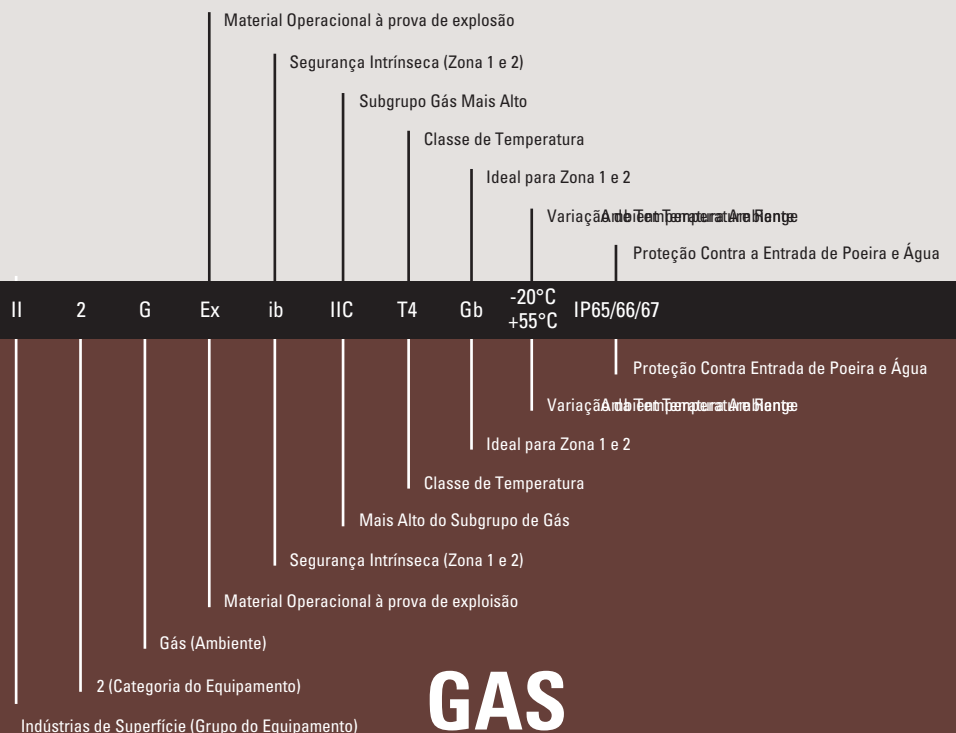 Material Operacional à prova de explosão
Segurança Intrínseca (Zona 1 e 2)
Subgrupo Gás Mais Alto
Classe de Temperatura
Ideal para Zona 1 e 2
Variação
Proteção Contra a Entrada de Poeira e Água
II 2 G Ex ib IIC T4 Gb -20°C IP65/66/67
+55°C
Proteção Contra Entrada de Poeira e Água
Variação
Ideal para Zona 1 e 2
Classe de Temperatura
Mais Alto do Subgrupo de Gás
Segurança Intrínseca (Zona 1 e 2)
Material Operacional à prova de exploisão
Gás (Ambiente)
2 (Categoria do Equipamento)
Indústrias de Superfície (Grupo do Equipamento)
GAS